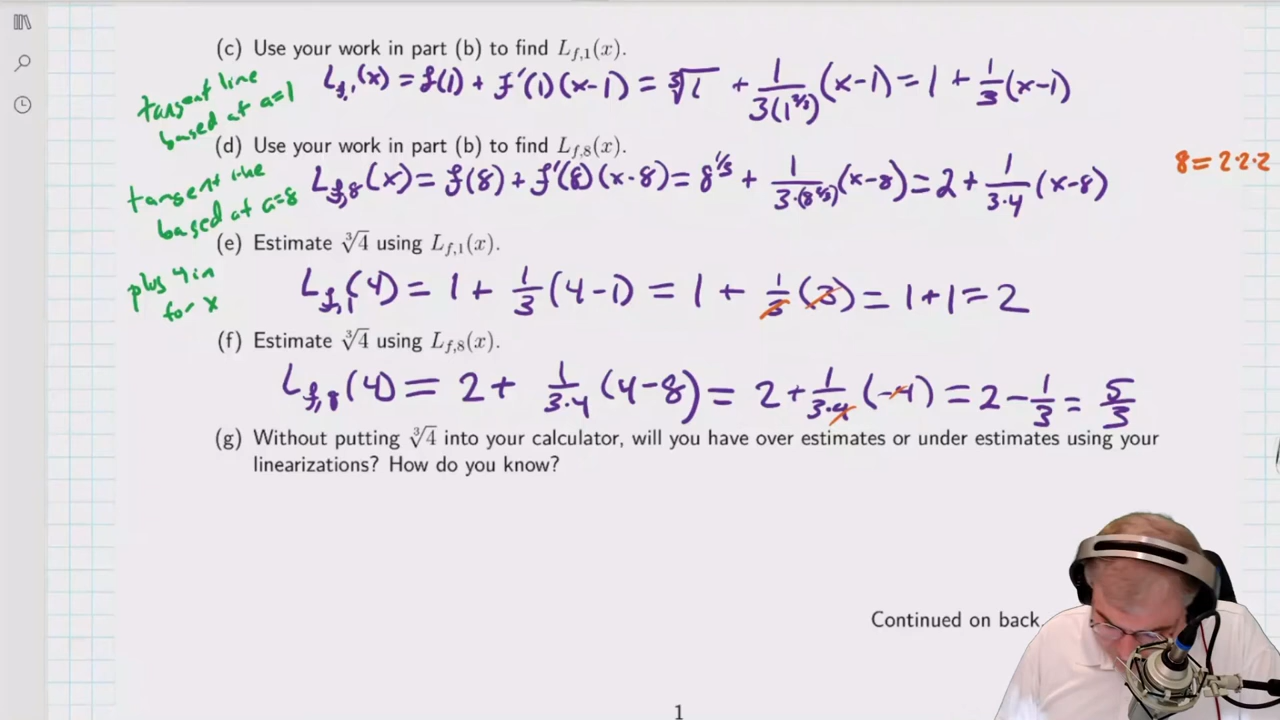 (c) Use your work in part (b) to find L_{f,1}(x).
tangent line based at a=1
L_{f,1}(x) = f(1) + f'(1)(x-1) = ∛1 + 1/(3(1^{2/3})) (x-1) = 1 + 1/3 (x-1)
(d) Use your work in part (b) to find L_{f,8}(x).
8 = 2·2·2
tangent line based at a=8
L_{f,8}(x) = f(8) + f'(8)(x-8) = 8^{1/3} + 1/(3·(8^{2/3})) (x-8) = 2 + 1/(3·4) (x-8)
(e) Estimate ∛4 using L_{f,1}(x).
plug 4 in for x
L_{f,1}(4) = 1 + 1/3 (4-1) = 1 + 1/3 (3) = 1+1 = 2
(f) Estimate ∛4 using L_{f,8}(x).
L_{f,8}(4) = 2 + 1/(3·4) (4-8) = 2 + 1/(3·4) (-4) = 2 - 1/3 = 5/3
(g) Without putting ∛4 into your calculator, will you have over estimates or under estimates using your
linearizations? How do you know?
Continued on back.
1